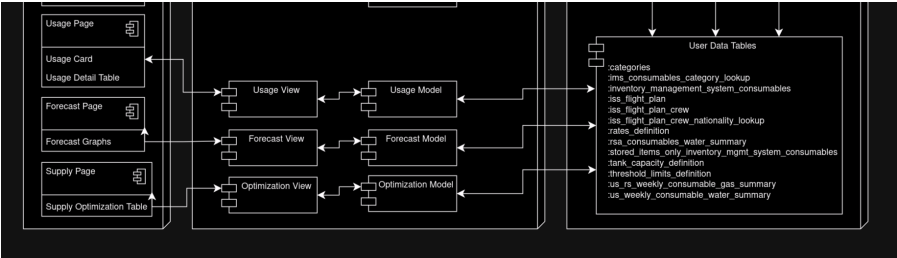 Usage Page
Usage Card
Usage Detail Table
Forecast Page
Forecast Graphs
Supply Page
Supply Optimization Table
Usage View
Usage Model
Forecast View
Forecast Model
Optimization View
Optimization Model
User Data Tables
:categories
:ims_consumables_category_lookup
:inventory_management_system_consumables
:iss_flight_plan
:iss_flight_plan_crew
:iss_flight_plan_crew_nationality_lookup
:rates_definition
:rsa_consumables_water_summary
:stored_items_only_inventory_mgmt_system_consumables
:tank_capacity_definition
:threshold_limits_definition
:us_rs_weekly_consumable_gas_summary
:us_weekly_consumable_water_summary